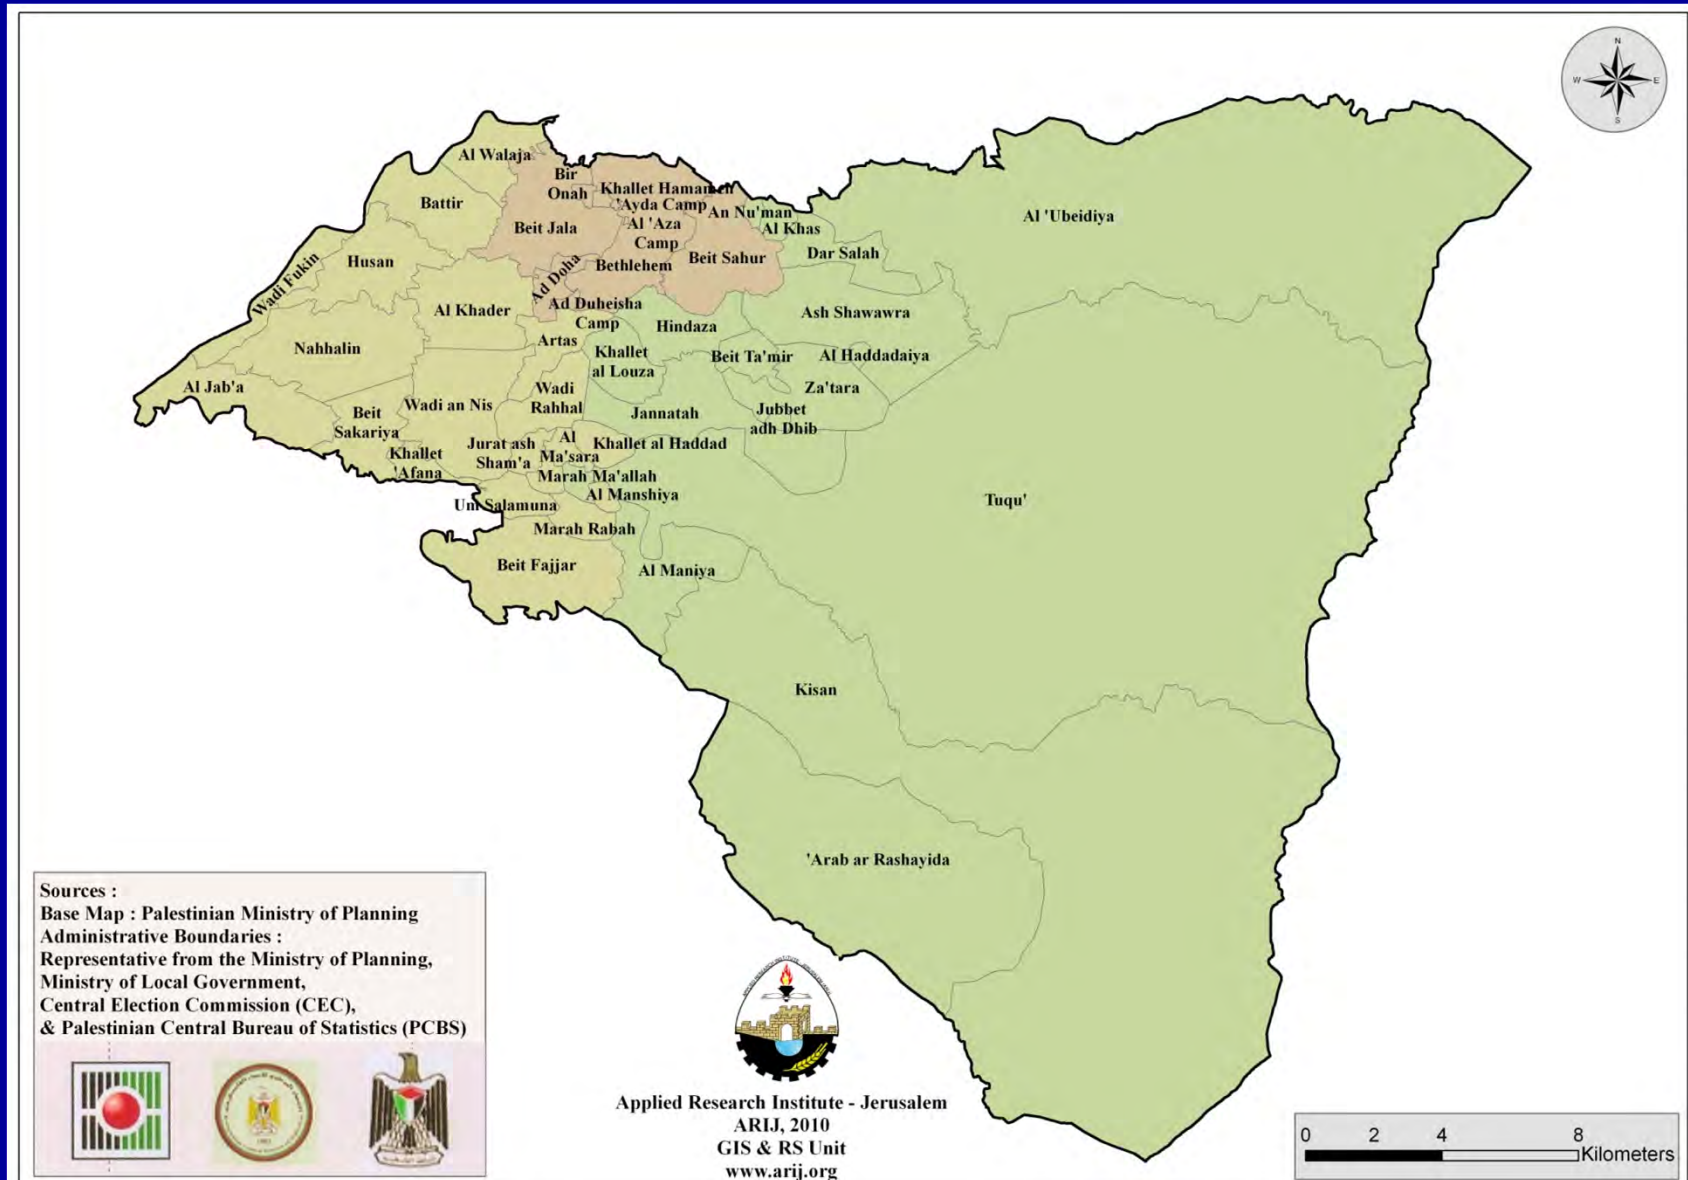 N
W
E
S
Al Walaja
Bir
Onah
Khallet Hamameh
'Ayda Camp
An Nu'man
Battir
Al 'Ubeidiya
Beit Jala
Al 'Aza
Camp
Al Khas
Dar Salah
Husan
Wadi Fukin
Ad Doha
Bethlehem
Beit Sahur
Al Khader
Ad Duheisha
Camp
Hindaza
Ash Shawawra
Nahhalin
Artas
Khallet
al Louza
Beit Ta'mir
Al Haddadaiya
Al Jab'a
Za'tara
Wadi
Rahhal
Beit
Sakariya
Wadi an Nis
Jannatah
Jubbet
adh Dhib
Jurat ash
Sham'a
Al
Ma'sara
Khallet al Haddad
Khallet
'Afana
Marah Ma'allah
Al Manshiya
Um Salamuna
Tuqu'
Marah Rabah
Beit Fajjar
Al Maniya
Kisan
'Arab ar Rashayida
Sources :
Base Map : Palestinian Ministry of Planning
Administrative Boundaries :
Representative from the Ministry of Planning,
Ministry of Local Government,
Central Election Commission (CEC),
& Palestinian Central Bureau of Statistics (PCBS)
Applied Research Institute - Jerusalem
ARIJ, 2010
GIS & RS Unit
www.arij.org
0 2 4 8
Kilometers